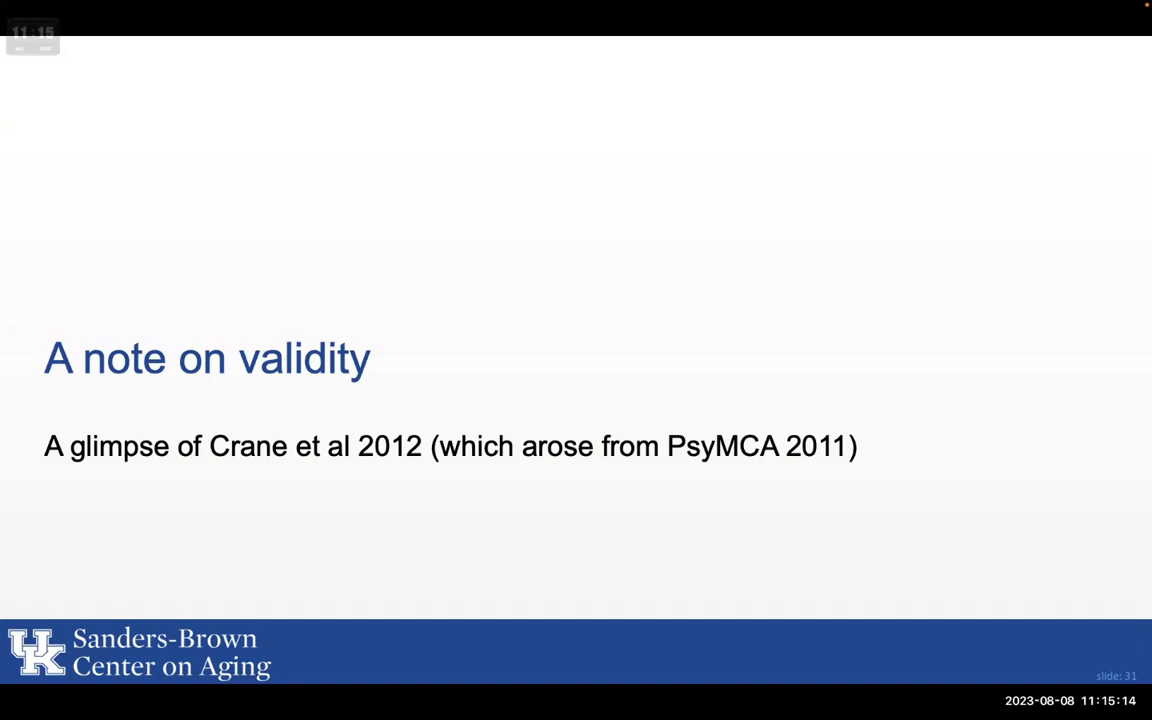 11:15
A note on validity
A glimpse of Crane et al 2012 (which arose from PsyMCA 2011)
UK
Sanders-Brown
Center on Aging
slide: 31
2023-08-08 11:15:14